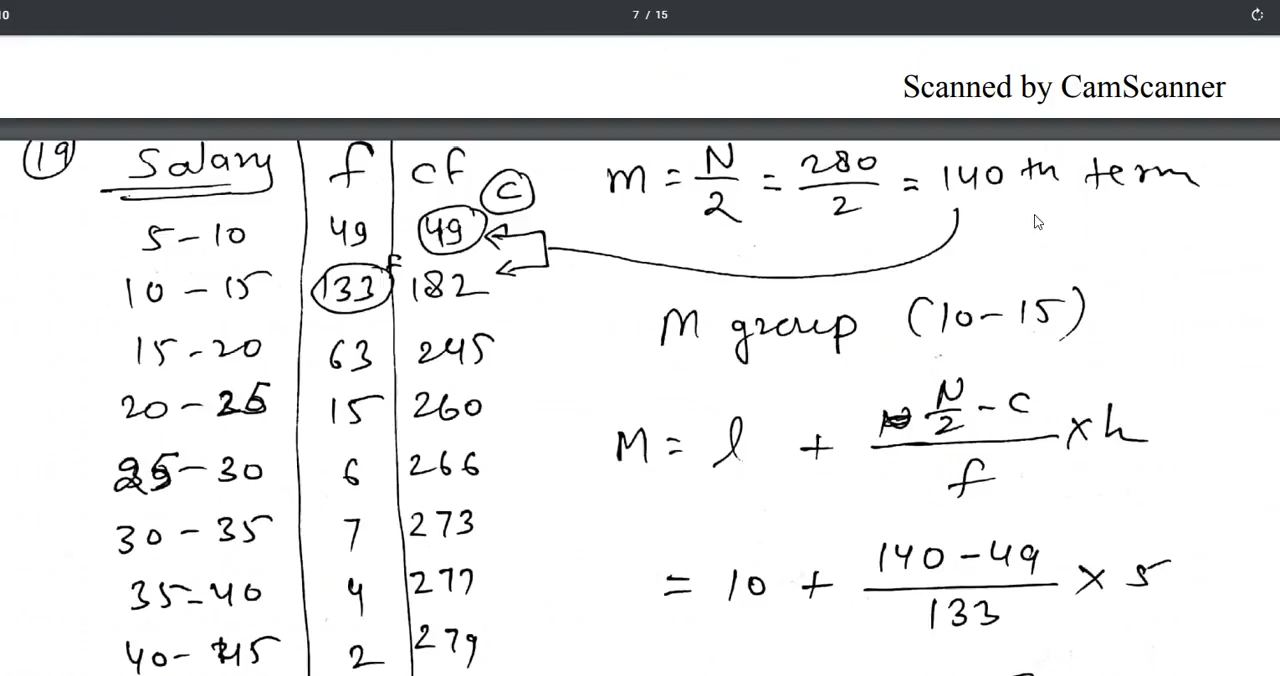 10
7 / 15
Scanned by CamScanner
19
Salary f cf C
5-10 49 49
10-15 133 F 182
15-20 63 245
20-25 15 260
25-30 6 266
30-35 7 273
35-40 4 277
40-45 2 279
m = N/2 = 280/2 = 140 th term
M group (10-15)
M = l + N/2 - C / f × h
= 10 + 140-49 / 133 × 5